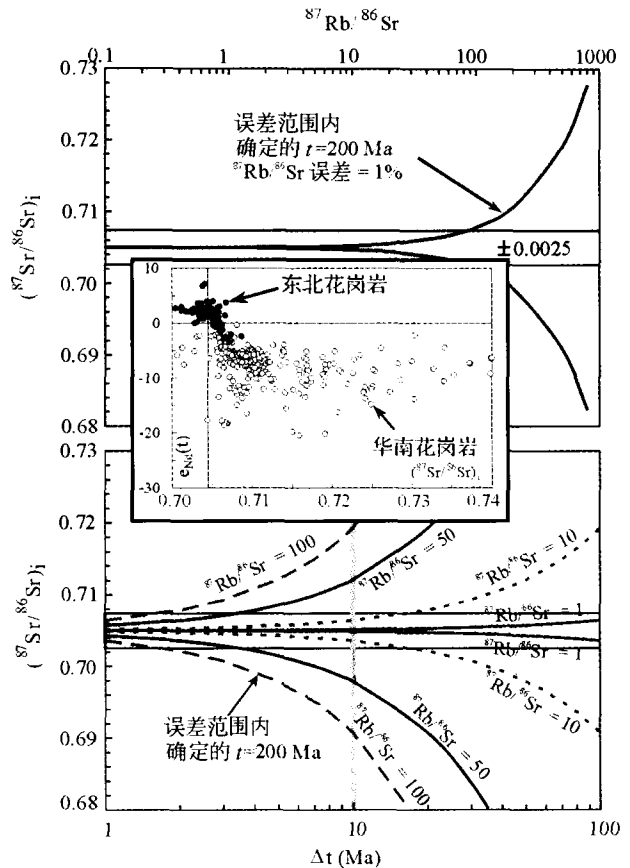 ⁸⁷Rb/⁸⁶Sr
0.1 1 10 100 1000
0.73
0.72
0.71
0.70
0.69
0.68
(⁸⁷Sr/⁸⁶Sr)i
误差范围内
确定的 t=200 Ma
⁸⁷Rb/⁸⁶Sr 误差 = 1%
±0.0025
10
0
-10
-20
-30
eNd(t)
东北花岗岩
华南花岗岩
(⁸⁷Sr/⁸⁶Sr)i
0.70 0.71 0.72 0.73 0.74
0.72
0.71
0.70
0.69
0.68
(⁸⁷Sr/⁸⁶Sr)i
⁸⁷Rb/⁸⁶Sr = 100
⁸⁷Rb/⁸⁶Sr = 50
⁸⁷Rb/⁸⁶Sr = 10
⁸⁷Rb/⁸⁶Sr = 1
⁸⁷Rb/⁸⁶Sr = 1
⁸⁷Rb/⁸⁶Sr = 10
⁸⁷Rb/⁸⁶Sr = 50
⁸⁷Rb/⁸⁶Sr = 100
误差范围内
确定的 t=200 Ma
1 10 100
Δt (Ma)